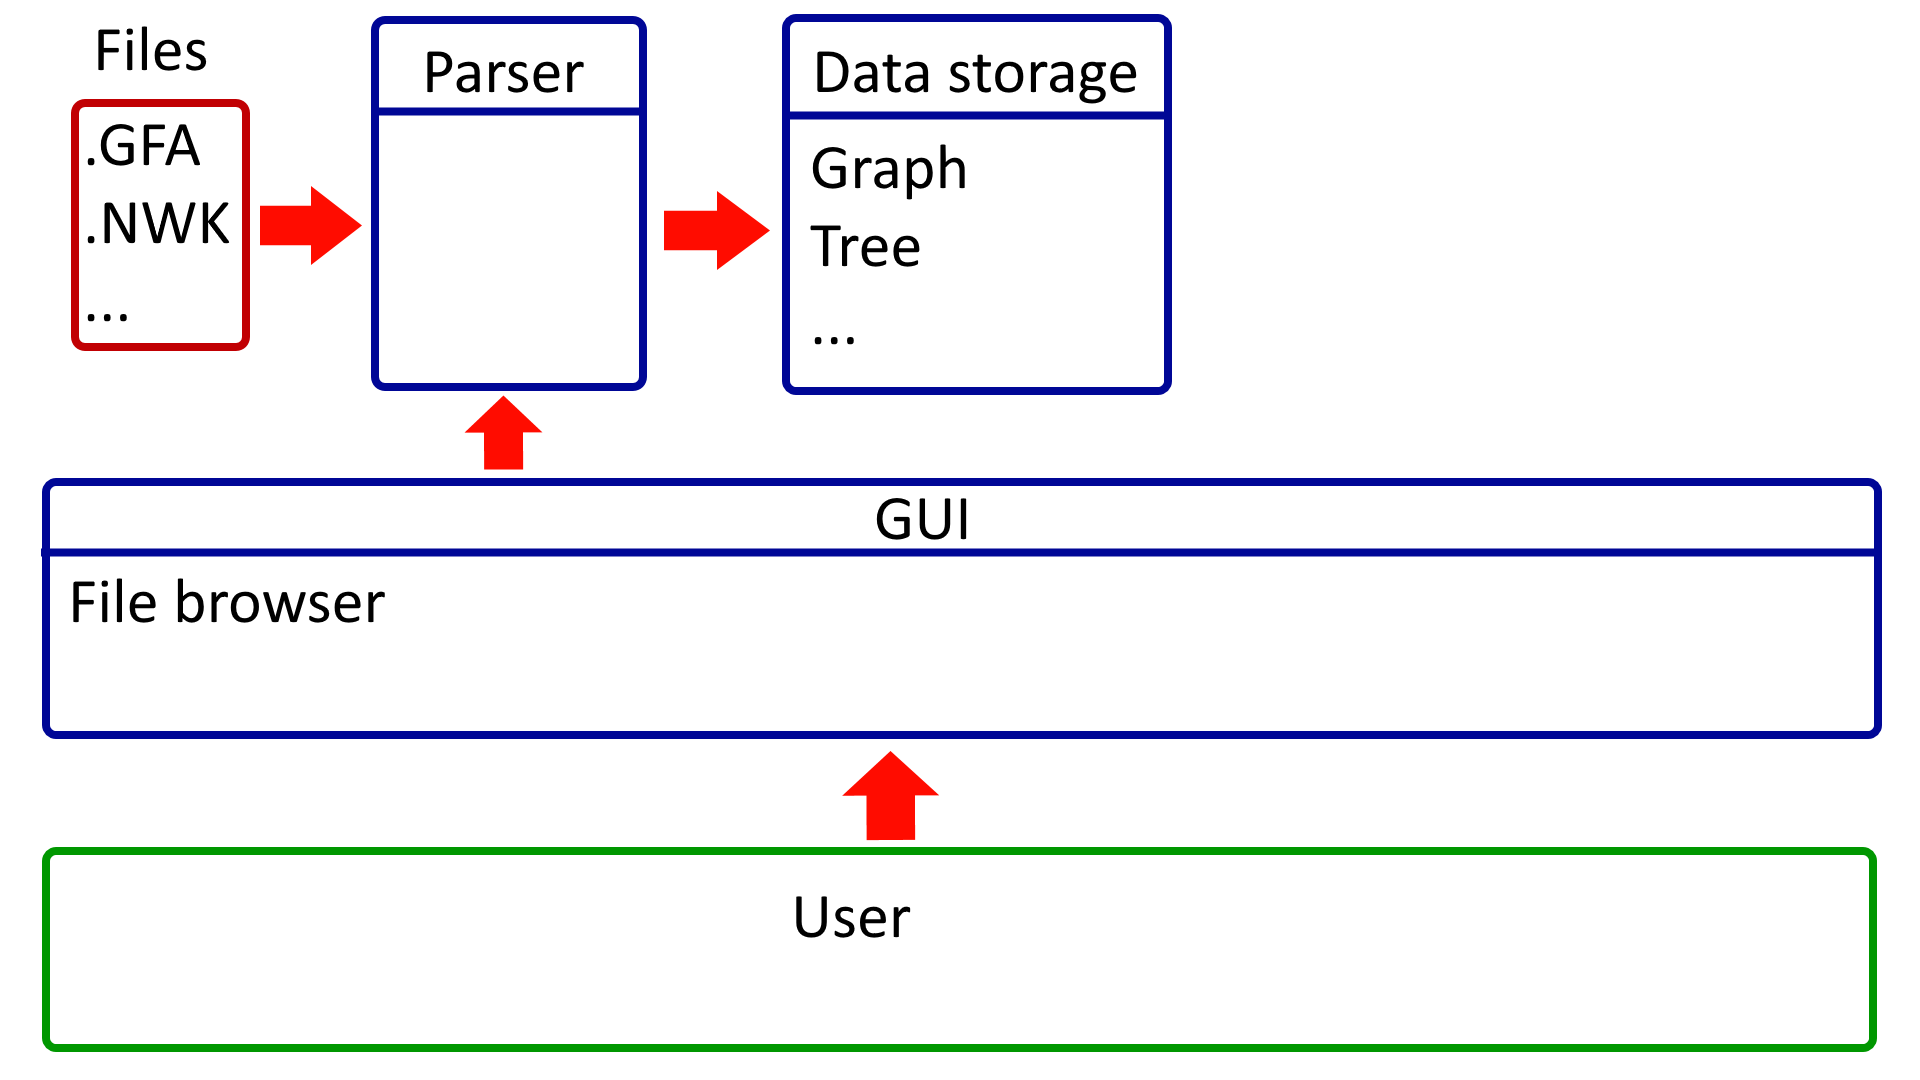 Files
.GFA
.NWK
...
Parser
Data storage
Graph
Tree
...
GUI
File browser
User